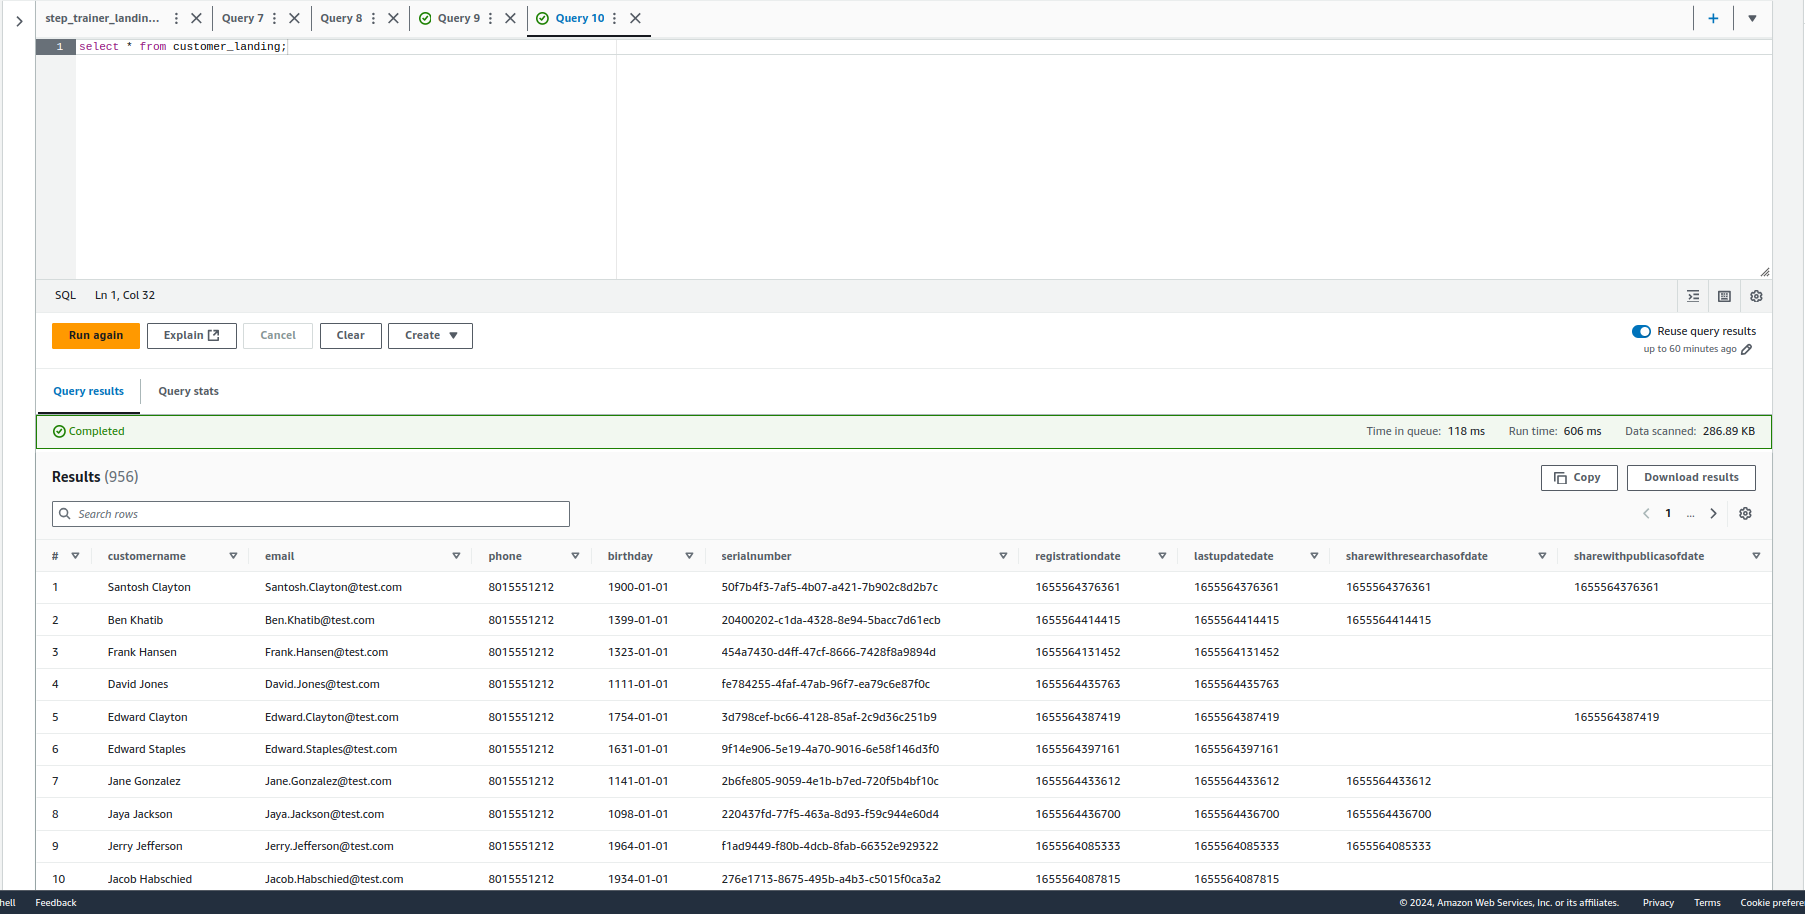 step_trainer_landin... Query 7 Query 8 Query 9 Query 10
1 select * from customer_landing;
SQL Ln 1, Col 32
Run again Explain Cancel Clear Create Reuse query results
up to 60 minutes ago
Query results Query stats
Completed Time in queue: 118 ms Run time: 606 ms Data scanned: 286.89 KB
Results (956) Copy Download results
Search rows 1 ...
# customername email phone birthday serialnumber registrationdate lastupdatedate sharewithresearchasofdate sharewithpublicasofdate
1 Santosh Clayton Santosh.Clayton@test.com 8015551212 1900-01-01 50f7b4f3-7af5-4b07-a421-7b902c8d2b7c 1655564376361 1655564376361 1655564376361 1655564376361
2 Ben Khatib Ben.Khatib@test.com 8015551212 1399-01-01 20400202-c1da-4328-8e94-5bacc7d61ecb 1655564414415 1655564414415 1655564414415
3 Frank Hansen Frank.Hansen@test.com 8015551212 1323-01-01 454a7430-d4ff-47cf-8666-7428f8a9894d 1655564131452 1655564131452
4 David Jones David.Jones@test.com 8015551212 1111-01-01 fe784255-4faf-47ab-96f7-ea79c6e87f0c 1655564435763 1655564435763
5 Edward Clayton Edward.Clayton@test.com 8015551212 1754-01-01 3d798cef-bc66-4128-85af-2c9d36c251b9 1655564387419 1655564387419 1655564387419
6 Edward Staples Edward.Staples@test.com 8015551212 1631-01-01 9f14e906-5e19-4a70-9016-6e58f146d3f0 1655564397161 1655564397161
7 Jane Gonzalez Jane.Gonzalez@test.com 8015551212 1141-01-01 2b6fe805-9059-4e1b-b7ed-720f5b4bf10c 1655564433612 1655564433612 1655564433612
8 Jaya Jackson Jaya.Jackson@test.com 8015551212 1098-01-01 220437fd-77f5-463a-8d93-f59c944e60d4 1655564436700 1655564436700 1655564436700
9 Jerry Jefferson Jerry.Jefferson@test.com 8015551212 1964-01-01 f1ad9449-f80b-4dcb-8fab-66352e929322 1655564085333 1655564085333 1655564085333
10 Jacob Habschied Jacob.Habschied@test.com 8015551212 1934-01-01 276e1713-8675-495b-a4b3-c5015f0ca3a2 1655564087815 1655564087815
hell Feedback © 2024, Amazon Web Services, Inc. or its affiliates. Privacy Terms Cookie prefere